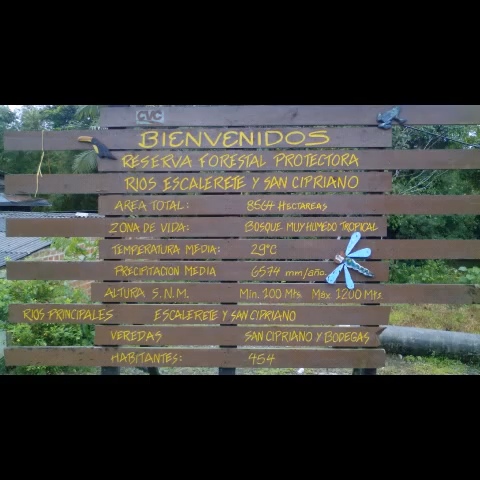 CVC
BIENVENIDOS
RESERVA FORESTAL PROTECTORA
RIOS ESCALERETE Y SAN CIPRIANO
AREA TOTAL: 8564 HECTAREAS
ZONA DE VIDA: BOSQUE MUY HUMEDO TROPICAL
TEMPERATURA MEDIA: 29°C
PRECIPITACION MEDIA 6574 mm/año.
ALTURA S.N.M. Min. 100 Mts. Max. 1200 Mts.
RIOS PRINCIPALES ESCALERETE Y SAN CIPRIANO
VEREDAS SAN CIPRIANO Y BODEGAS
HABITANTES: 454